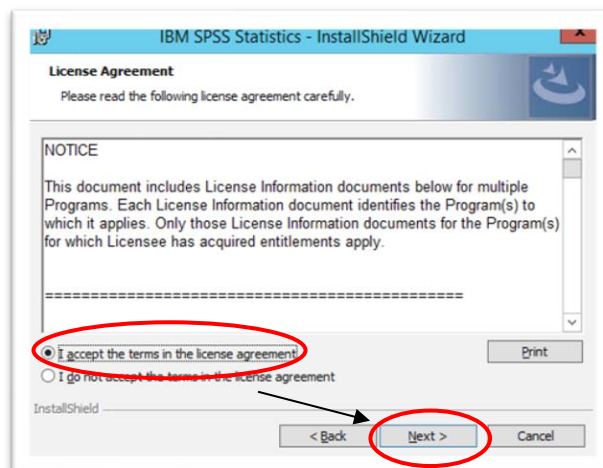 IBM SPSS Statistics - InstallShield Wizard
License Agreement
Please read the following license agreement carefully.
NOTICE
This document includes License Information documents below for multiple
Programs. Each License Information document identifies the Program(s) to
which it applies. Only those License Information documents for the Program(s)
for which Licensee has acquired entitlements apply.
==============================================
I accept the terms in the license agreement
Print
I do not accept the terms in the license agreement
InstallShield
< Back
Next >
Cancel